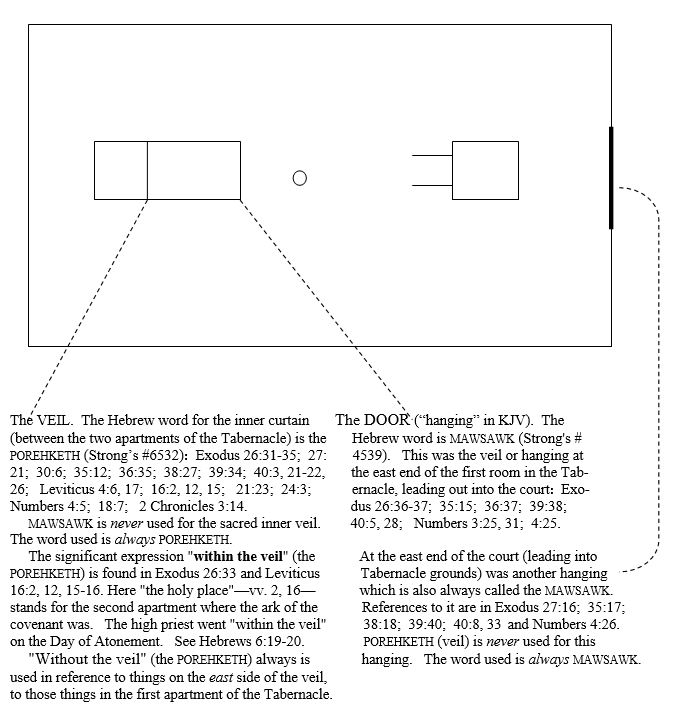 The VEIL. The Hebrew word for the inner curtain
(between the two apartments of the Tabernacle) is the
POREHKETH (Strong's #6532): Exodus 26:31-35; 27:
21; 30:6; 35:12; 36:35; 38:27; 39:34; 40:3, 21-22,
26; Leviticus 4:6, 17; 16:2, 12, 15; 21:23; 24:3;
Numbers 4:5; 18:7; 2 Chronicles 3:14.
MAWSAWK is never used for the sacred inner veil.
The word used is always POREHKETH.
The significant expression "within the veil" (the
POREHKETH) is found in Exodus 26:33 and Leviticus
16:2, 12, 15-16. Here "the holy place"—vv. 2, 16—
stands for the second apartment where the ark of the
covenant was. The high priest went "within the veil"
on the Day of Atonement. See Hebrews 6:19-20.
"Without the veil" (the POREHKETH) always is
used in reference to things on the east side of the veil,
to those things in the first apartment of the Tabernacle.
The DOOR (“hanging” in KJV). The
Hebrew word is MAWSAWK (Strong's #
4539). This was the veil or hanging at
the east end of the first room in the Tab-
ernacle, leading out into the court: Exo-
dus 26:36-37; 35:15; 36:37; 39:38;
40:5, 28; Numbers 3:25, 31; 4:25.
At the east end of the court (leading into
Tabernacle grounds) was another hanging
which is also always called the MAWSAWK.
References to it are in Exodus 27:16; 35:17;
38:18; 39:40; 40:8, 33 and Numbers 4:26.
POREHKETH (veil) is never used for this
hanging. The word used is always MAWSAWK.